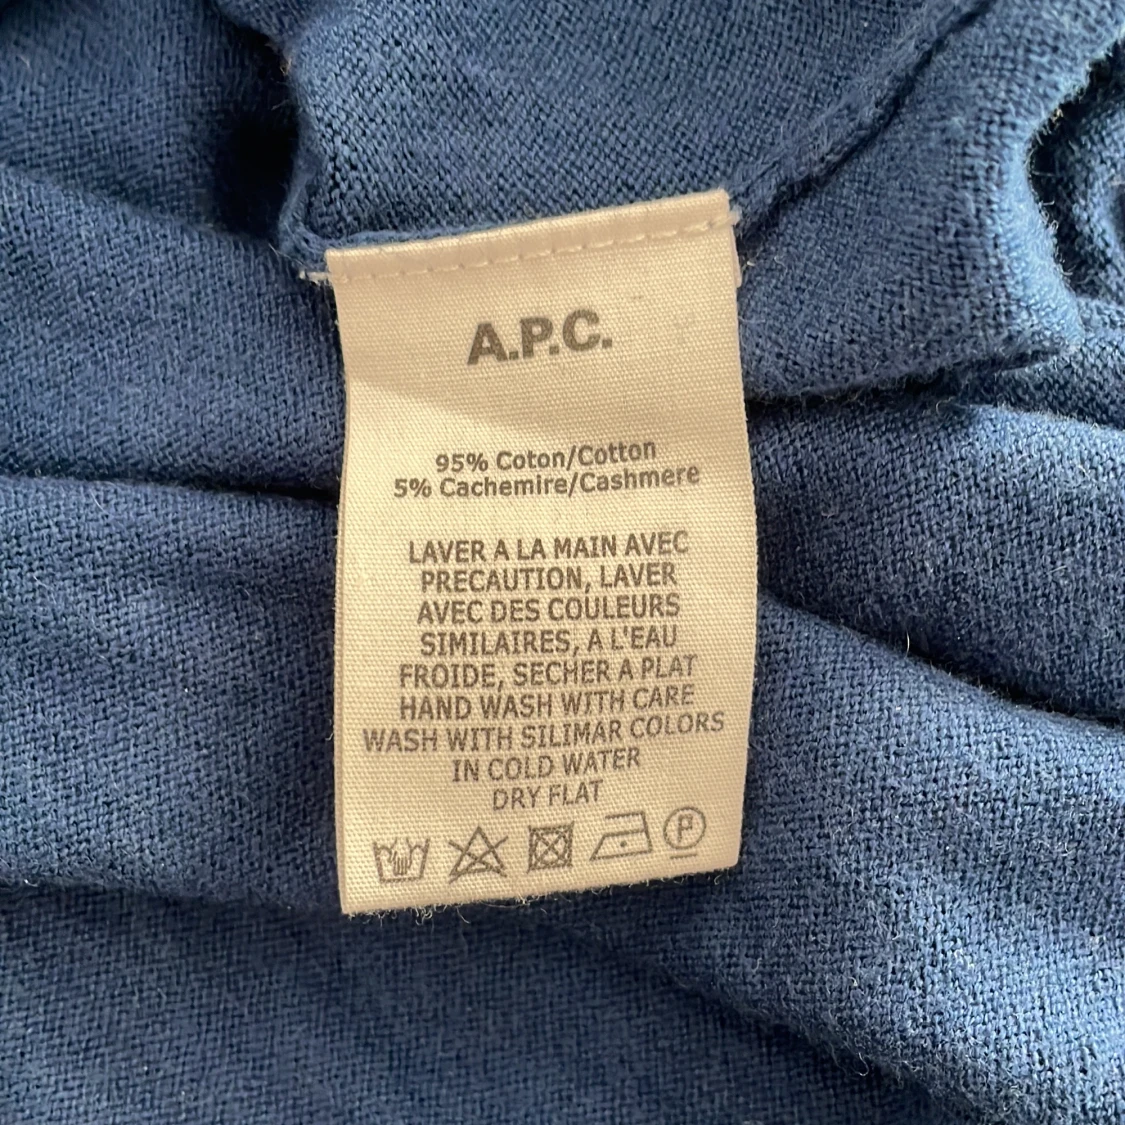 A.P.C.
95% Coton/Cotton
5% Cachemire/Cashmere
LAVER A LA MAIN AVEC
PRECAUTION, LAVER
AVEC DES COULEURS
SIMILAIRES, A L'EAU
FROIDE, SECHER A PLAT
HAND WASH WITH CARE
WASH WITH SILIMAR COLORS
IN COLD WATER
DRY FLAT
P